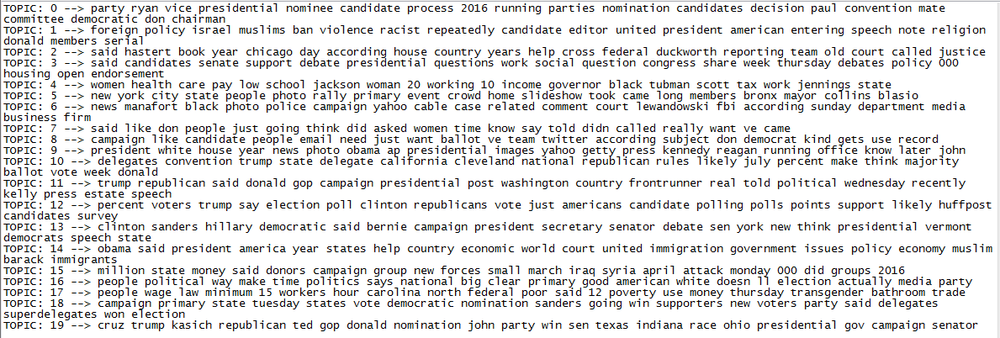 TOPIC: 0 --> party ryan vice presidential nominee candidate process 2016 running parties nomination candidates decision paul convention mate
committee democratic don chairman
TOPIC: 1 --> foreign policy israel muslims ban violence racist repeatedly candidate editor united president american entering speech note religion
donald members serial
TOPIC: 2 --> said hastert book year chicago day according house country years help cross federal duckworth reporting team old court called justice
TOPIC: 3 --> said candidates senate support debate presidential questions work social question congress share week thursday debates policy 000
housing open endorsement
TOPIC: 4 --> women health care pay low school jackson woman 20 working 10 income governor black tubman scott tax work jennings state
TOPIC: 5 --> new york city state people photo rally primary event crowd home slideshow took came long members bronx mayor collins blasio
TOPIC: 6 --> news manafort black photo police campaign yahoo cable case related comment court lewandowski fbi according sunday department media
business firm
TOPIC: 7 --> said like don people just going think did asked women time know say told didn called really want ve came
TOPIC: 8 --> campaign like candidate people email need just want ballot ve team twitter according subject don democrat kind gets use record
TOPIC: 9 --> president white house year news photo obama ap presidential images yahoo getty press kennedy reagan running office know later john
TOPIC: 10 --> delegates convention trump state delegate california cleveland national republican rules likely july percent make think majority
ballot vote week donald
TOPIC: 11 --> trump republican said donald gop campaign presidential post washington country frontrunner real told political wednesday recently
kelly press estate speech
TOPIC: 12 --> percent voters trump say election poll clinton republicans vote just americans candidate polling polls points support likely huffpost
candidates survey
TOPIC: 13 --> clinton sanders hillary democratic said bernie campaign president secretary senator debate sen york new think presidential vermont
democrats speech state
TOPIC: 14 --> obama said president america year states help country economic world court united immigration government issues policy economy muslim
barack immigrants
TOPIC: 15 --> million state money said donors campaign group new forces small march iraq syria april attack monday 000 did groups 2016
TOPIC: 16 --> people political way make time politics says national big clear primary good american white doesn ll election actually media party
TOPIC: 17 --> people wage law minimum 15 workers hour carolina north federal poor said 12 poverty use money thursday transgender bathroom trade
TOPIC: 18 --> campaign primary state tuesday states vote democratic nomination sanders going win supporters new voters party said delegates
superdelegates won election
TOPIC: 19 --> cruz trump kasich republican ted gop donald nomination john party win sen texas indiana race ohio presidential gov campaign senator